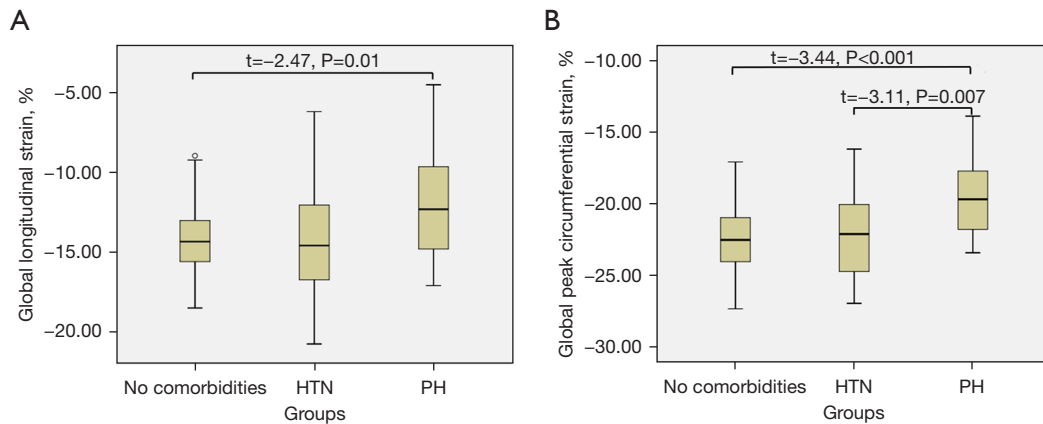 A
Global longitudinal strain, %
−5.00
−10.00
−15.00
−20.00
t=−2.47, P=0.01
No comorbidities
HTN
PH
Groups
B
Global peak circumferential strain, %
−10.00
−15.00
−20.00
−25.00
−30.00
t=−3.44, P<0.001
t=−3.11, P=0.007
No comorbidities
HTN
PH
Groups